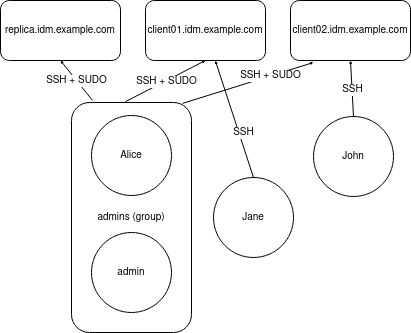 replica.idm.example.com
client01.idm.example.com
client02.idm.example.com
SSH + SUDO
SSH + SUDO
SSH + SUDO
SSH
SSH
Alice
John
admins (group)
Jane
admin